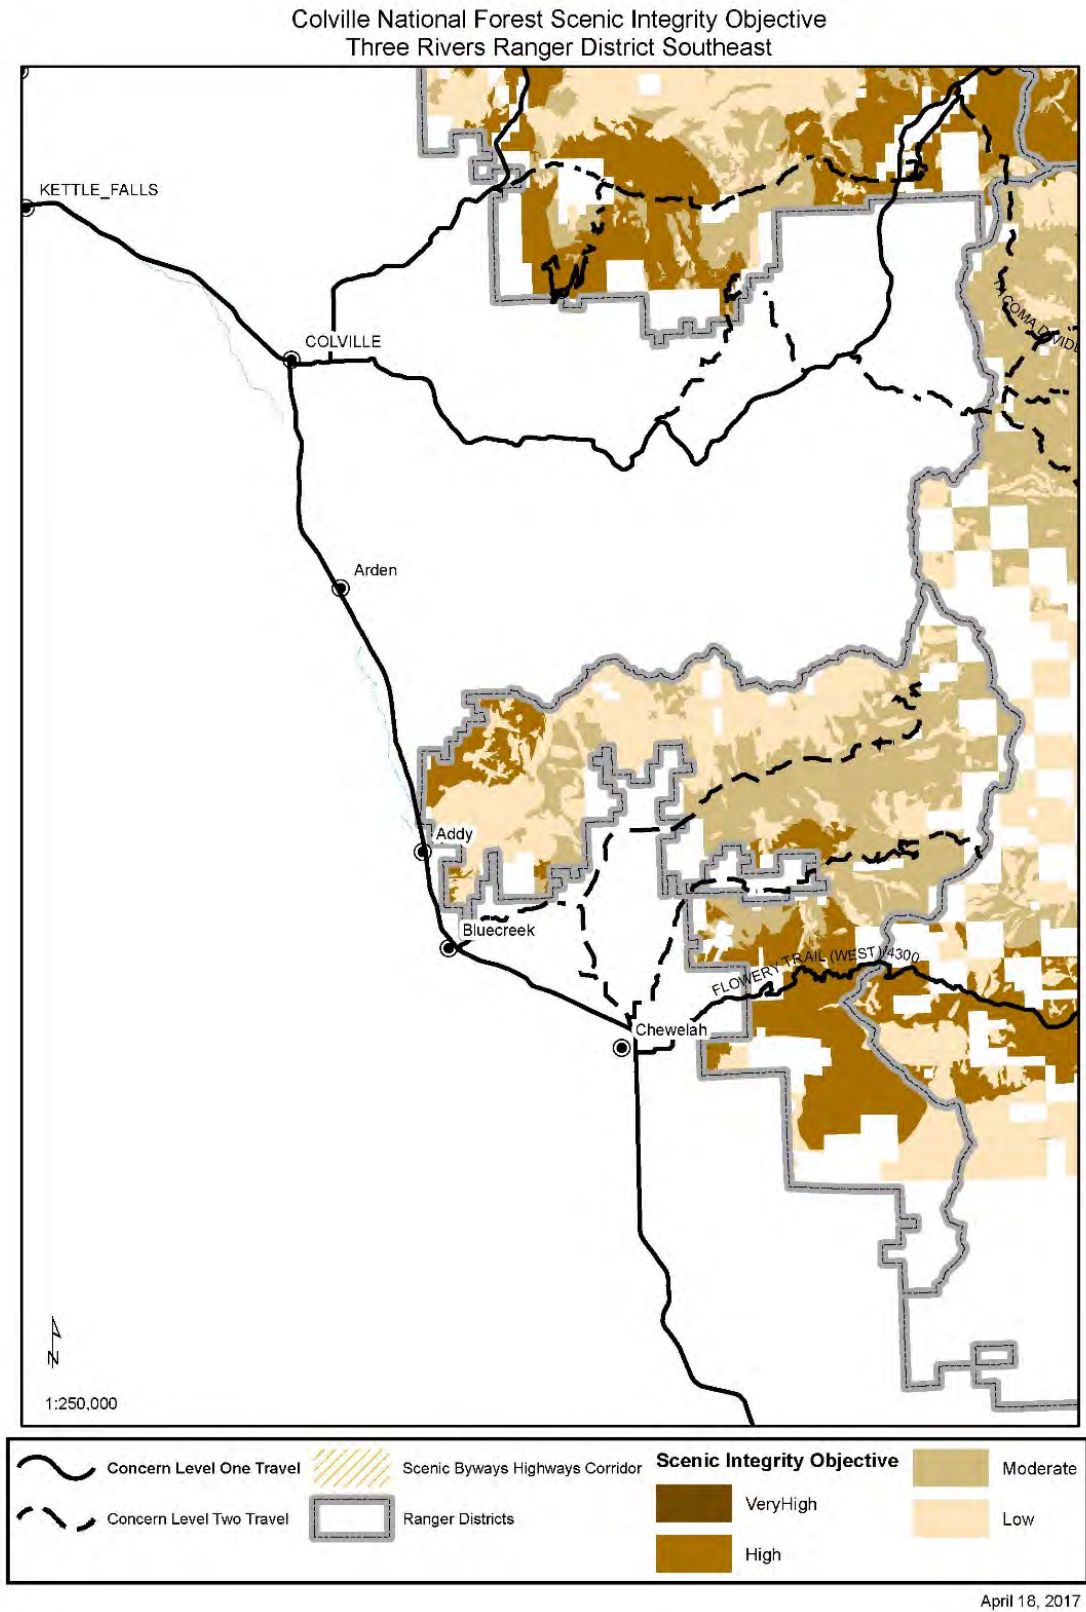 Colville National Forest Scenic Integrity Objective
Three Rivers Ranger District Southeast
KETTLE_FALLS
COLVILLE
TACOMA DIVIDE
Arden
Addy
Bluecreek
FLOWERY TRAIL (WEST)/4300
Chewelah
N
1:250,000
Concern Level One Travel
Concern Level Two Travel
Scenic Byways Highways Corridor
Ranger Districts
Scenic Integrity Objective
VeryHigh
High
Moderate
Low
April 18, 2017